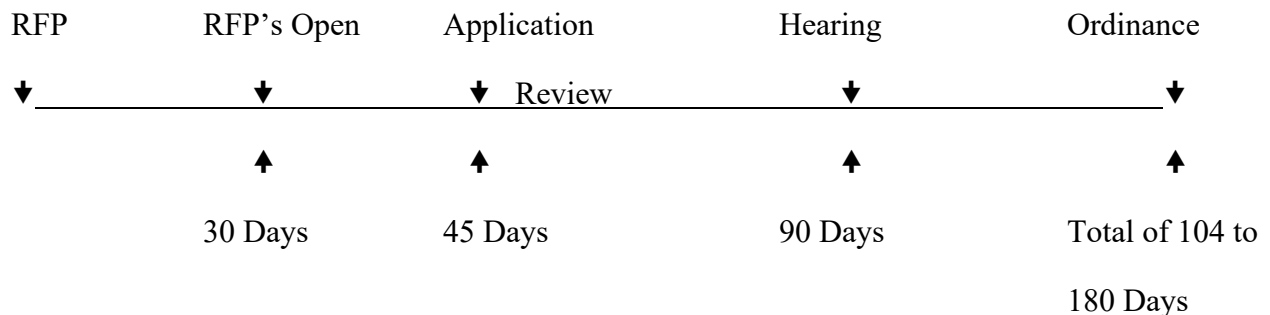 RFP RFP’s Open Application Hearing Ordinance
Review
30 Days 45 Days 90 Days Total of 104 to
180 Days